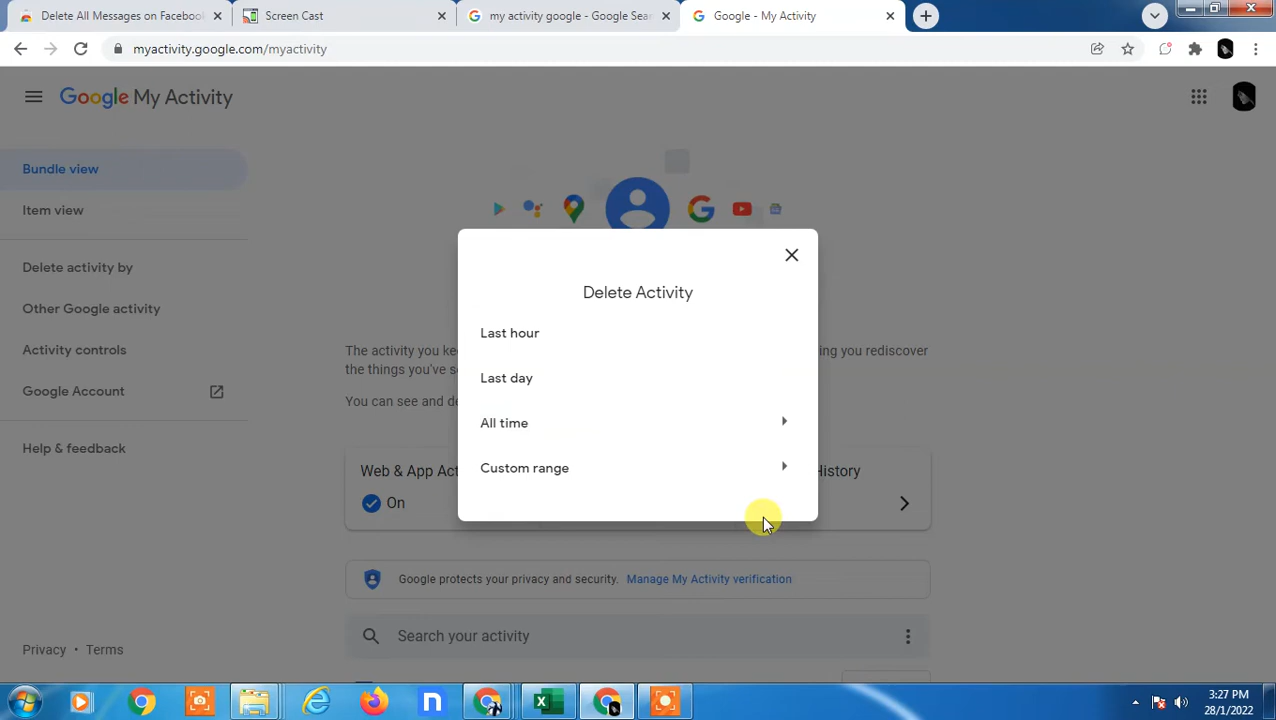 Delete All Messages on Facebook
Screen Cast
my activity google - Google Sear
Google - My Activity
myactivity.google.com/myactivity
Google My Activity
Bundle view
Item view
Delete activity by
Other Google activity
Activity controls
Google Account
Help & feedback
Privacy · Terms
Delete Activity
Last hour
Last day
All time
Custom range
The activity you ke
ing you rediscover
the things you've s
You can see and de
Web & App Act
History
On
Google protects your privacy and security. Manage My Activity verification
Search your activity
3:27 PM
28/1/2022